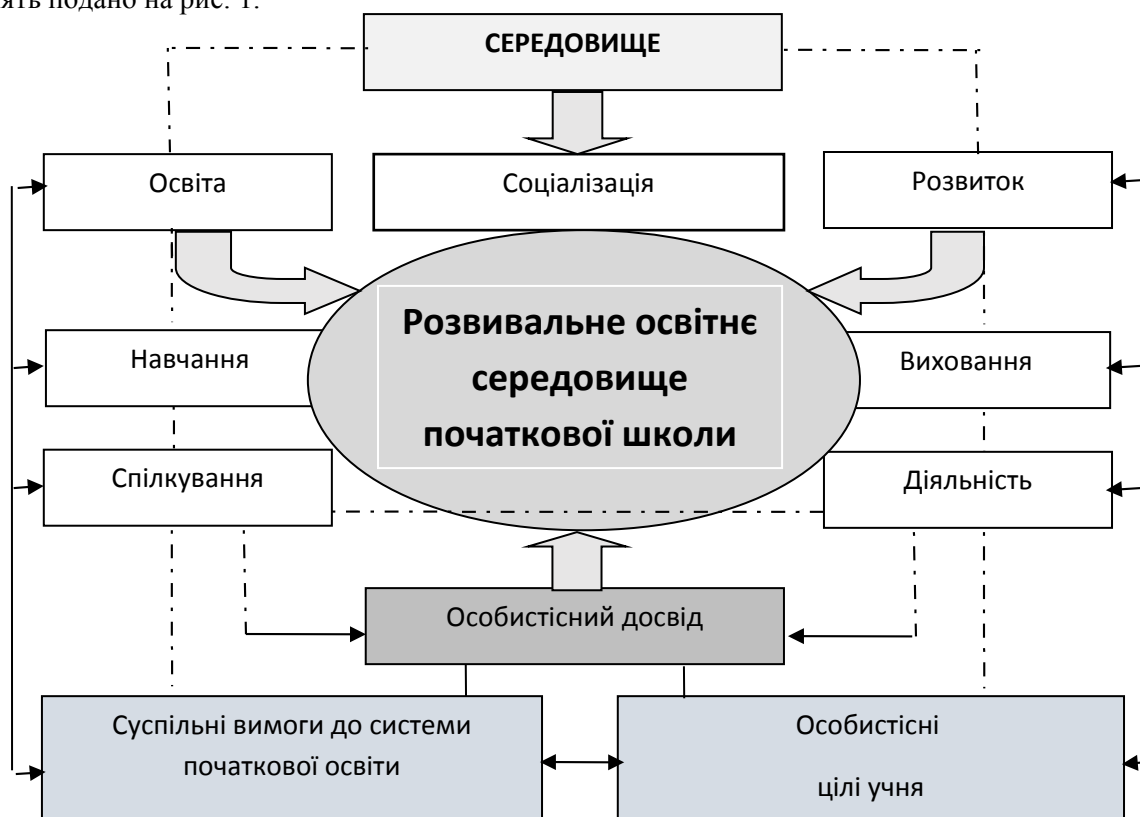 ять подано на рис. 1.
СЕРЕДОВИЩЕ
Освіта
Соціалізація
Розвиток
Розвивальне освітнє
середовище
початкової школи
Навчання
Виховання
Спілкування
Діяльність
Особистісний досвід
Суспільні вимоги до системи
початкової освіти
Особистісні
цілі учня